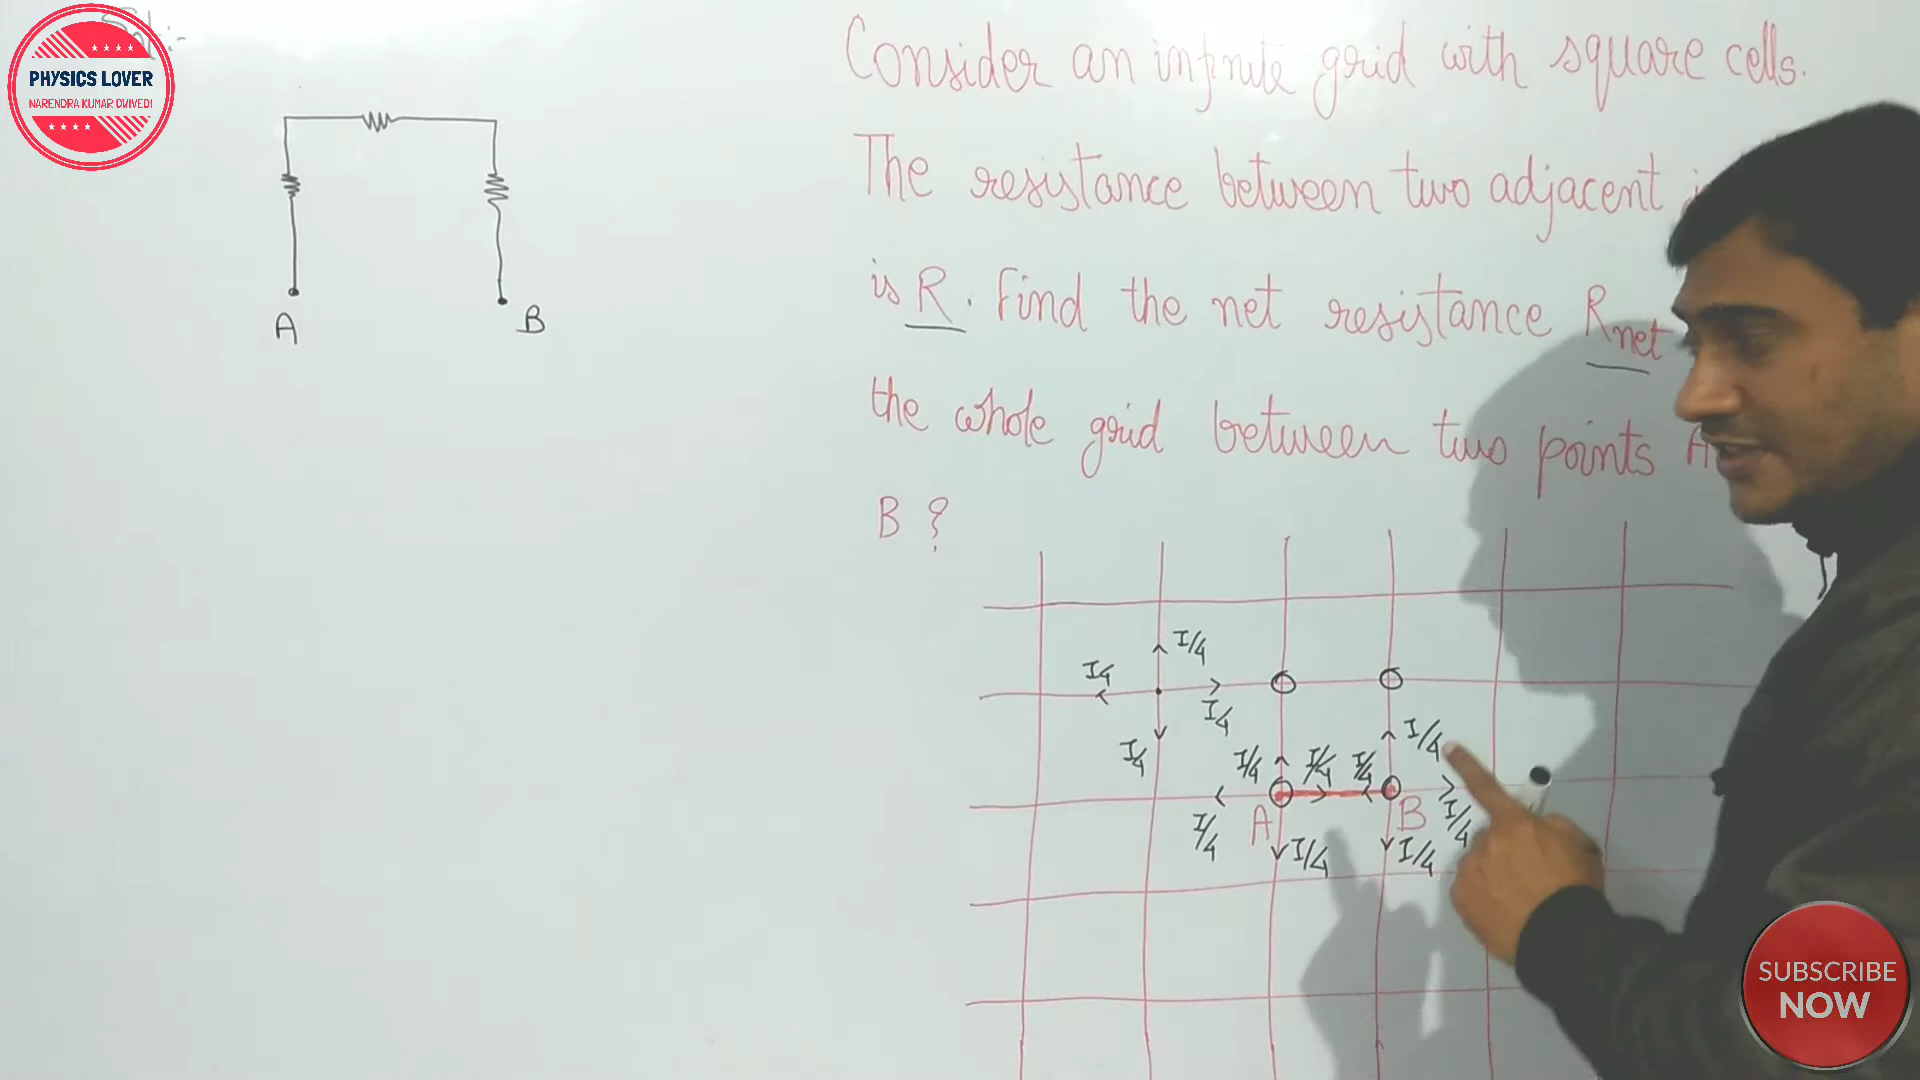 Soln:-
PHYSICS LOVER
NARENDRA KUMAR DWIVEDI
A
B
Consider an infinite grid with square cells.
The resistance between two adjacent
is R. Find the net resistance Rnet
the whole grid between two points A
B ?
I/4
I/4
I/4
I/4
I/4
I/4
I/4
I/4
I/4
I/4
I/4
I/4
A
B
SUBSCRIBE
NOW